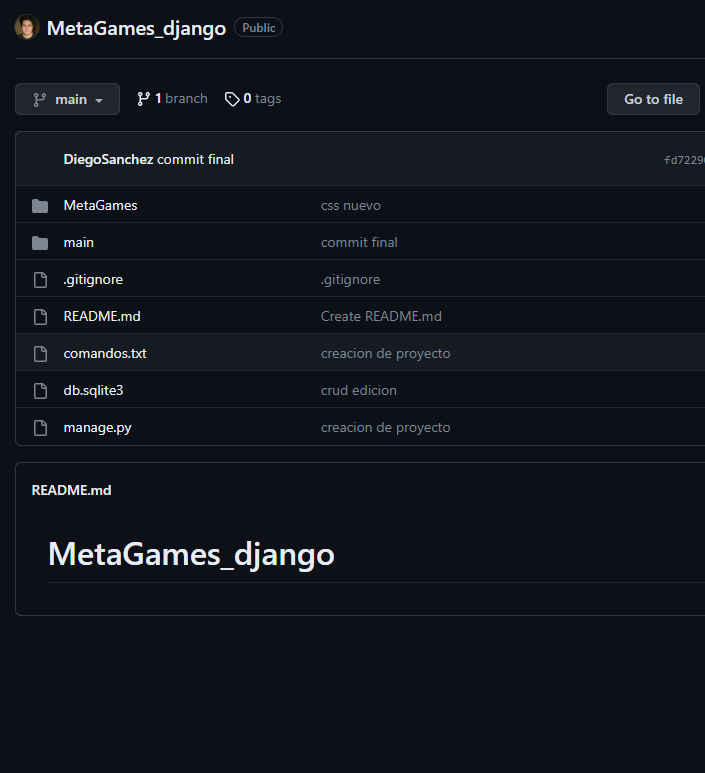 MetaGames_django Public
main 1 branch 0 tags Go to file
DiegoSanchez commit final fd7229
MetaGames css nuevo
main commit final
.gitignore .gitignore
README.md Create README.md
comandos.txt creacion de proyecto
db.sqlite3 crud edicion
manage.py creacion de proyecto
README.md
MetaGames_django